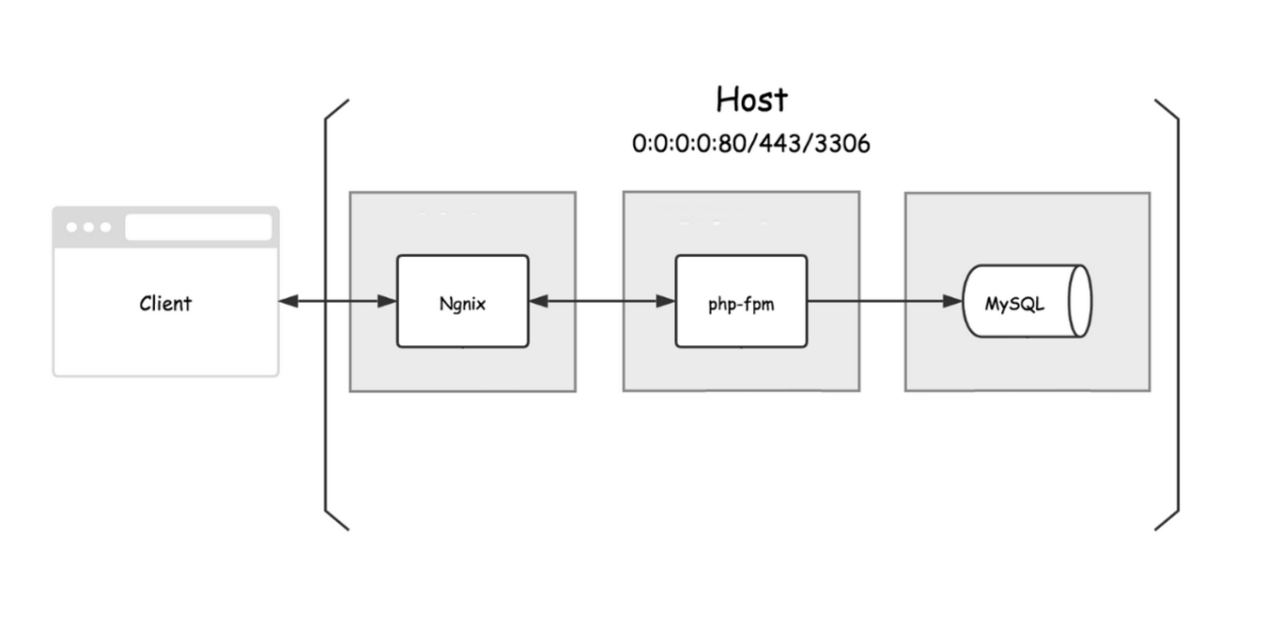 Host
0:0:0:0:80/443/3306
Client
Ngnix
php-fpm
MySQL